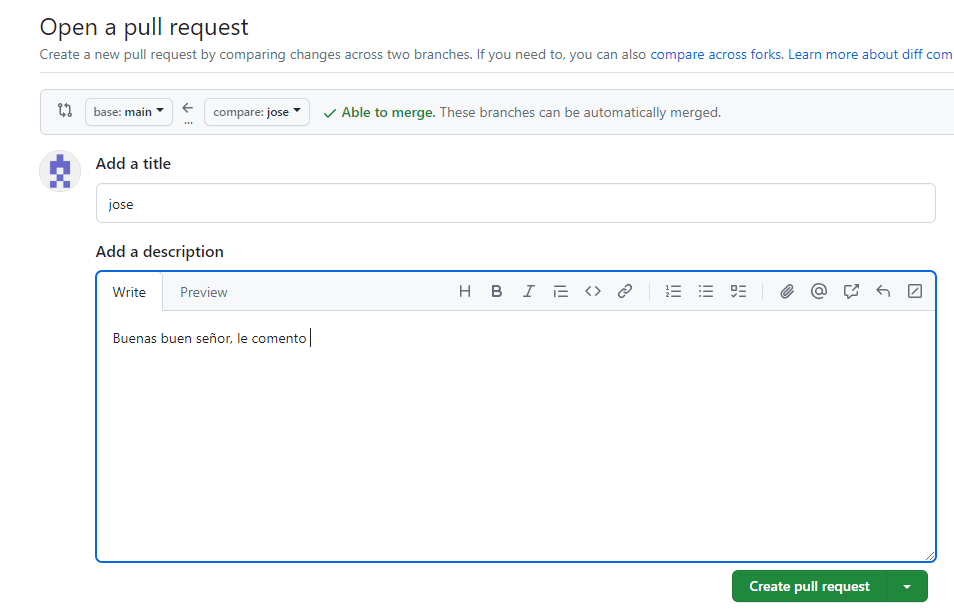 Open a pull request
Create a new pull request by comparing changes across two branches. If you need to, you can also compare across forks. Learn more about diff com
base: main ← compare: jose ✓ Able to merge. These branches can be automatically merged.
...
Add a title
jose
Add a description
Write Preview
Buenas buen señor, le comento
Create pull request